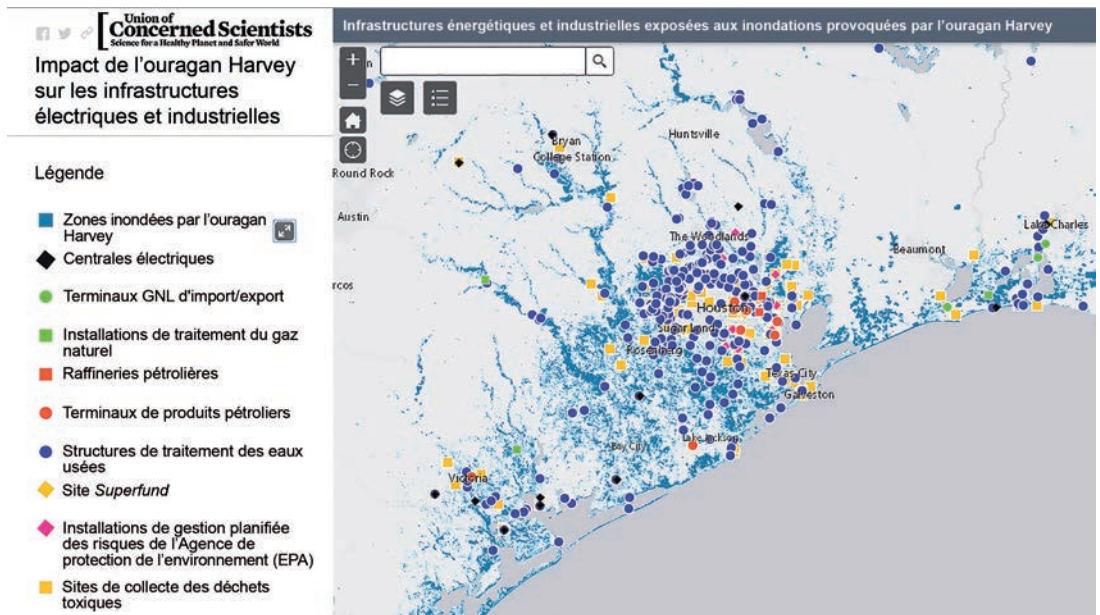 Union of
Concerned Scientists
Science for a Healthy Planet and Safer World
Impact de l'ouragan Harvey
sur les infrastructures
électriques et industrielles
Légende
Zones inondées par l'ouragan
Harvey
Centrales électriques
Terminaux GNL d'import/export
Installations de traitement du gaz
naturel
Raffineries pétrolières
Terminaux de produits pétroliers
Structures de traitement des eaux
usées
Site Superfund
Installations de gestion planifiée
des risques de l'Agence de
protection de l'environnement (EPA)
Sites de collecte des déchets
toxiques
Infrastructures énergétiques et industrielles exposées aux inondations provoquées par l'ouragan Harvey
+
−
n
Huntsville
Bryan
College Station
Round Rock
Austin
The Woodlands
Lake Charles
Beaumont
rcos
Houston
Sugar Land
Rosenberg
Texas City
Galveston
Lake Jackson
Bay City
Victoria